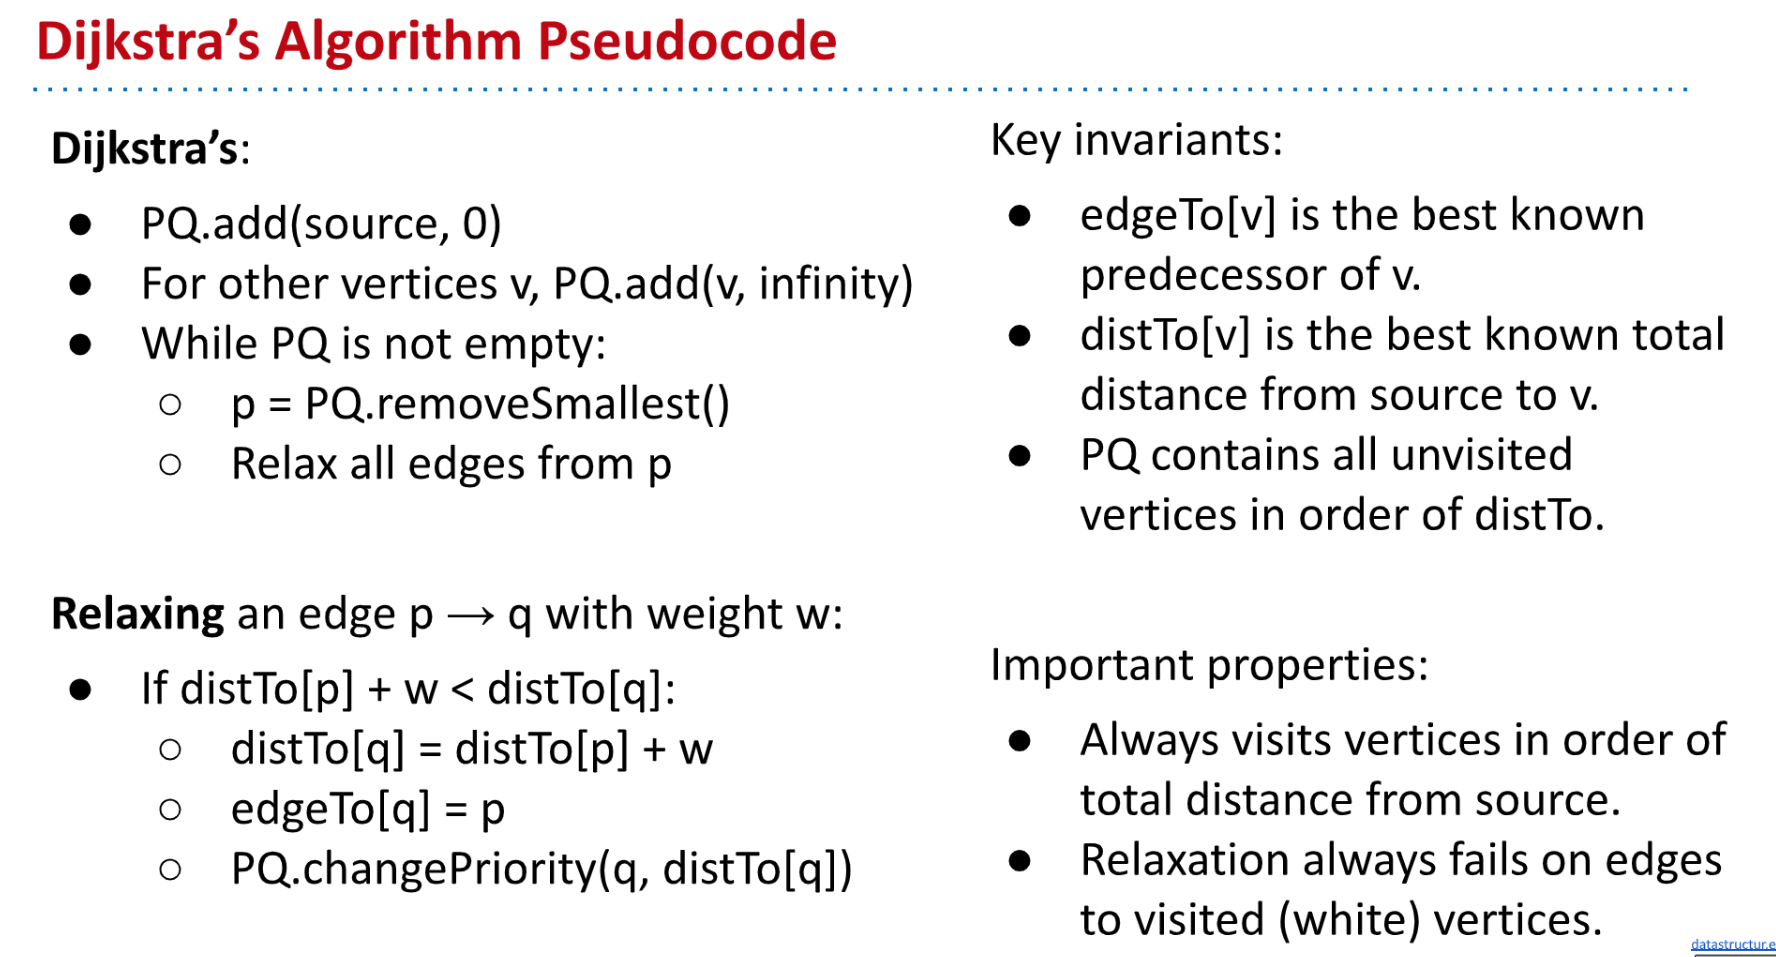 Dijkstra's Algorithm Pseudocode
Dijkstra's:
● PQ.add(source, 0)
● For other vertices v, PQ.add(v, infinity)
● While PQ is not empty:
○ p = PQ.removeSmallest()
○ Relax all edges from p
Relaxing an edge p → q with weight w:
● If distTo[p] + w < distTo[q]:
○ distTo[q] = distTo[p] + w
○ edgeTo[q] = p
○ PQ.changePriority(q, distTo[q])
Key invariants:
● edgeTo[v] is the best known
predecessor of v.
● distTo[v] is the best known total
distance from source to v.
● PQ contains all unvisited
vertices in order of distTo.
Important properties:
● Always visits vertices in order of
total distance from source.
● Relaxation always fails on edges
to visited (white) vertices.
datastructur.e